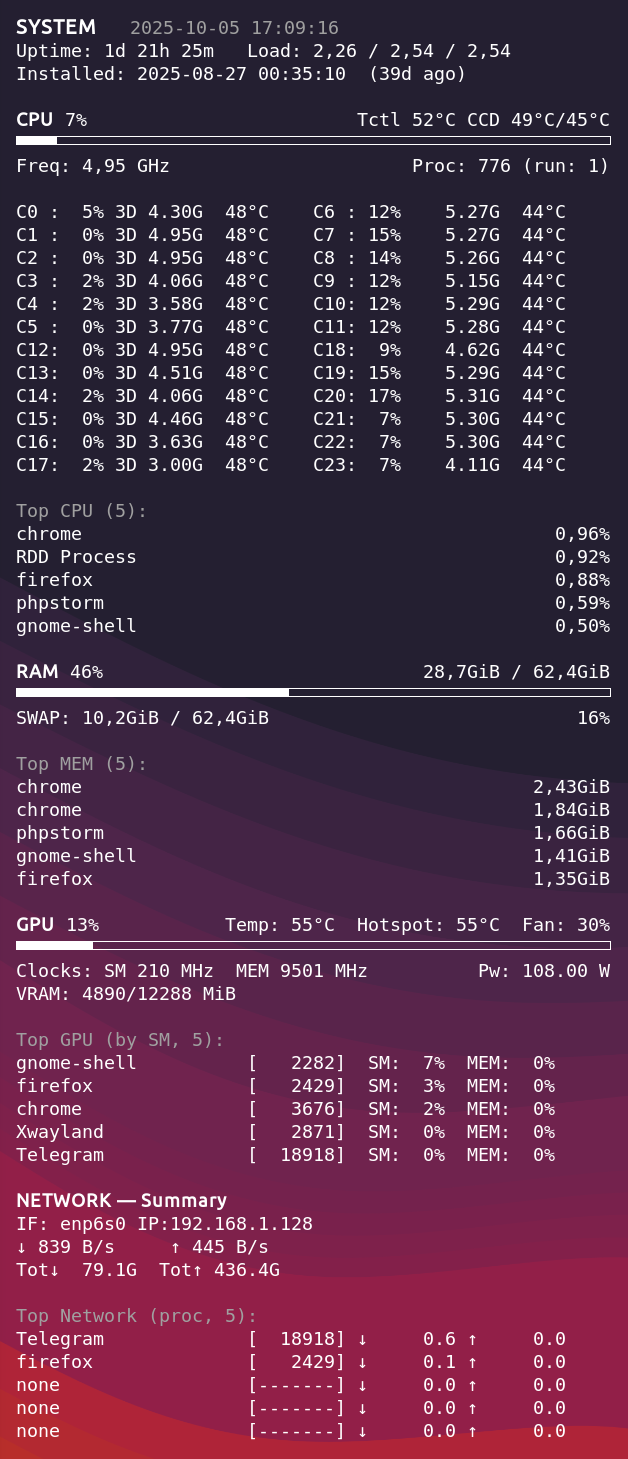 SYSTEM 2025-10-05 17:09:16
Uptime: 1d 21h 25m Load: 2,26 / 2,54 / 2,54
Installed: 2025-08-27 00:35:10 (39d ago)
CPU 7% Tctl 52°C CCD 49°C/45°C
Freq: 4,95 GHz Proc: 776 (run: 1)
C0 : 5% 3D 4.30G 48°C C6 : 12% 5.27G 44°C
C1 : 0% 3D 4.95G 48°C C7 : 15% 5.27G 44°C
C2 : 0% 3D 4.95G 48°C C8 : 14% 5.26G 44°C
C3 : 2% 3D 4.06G 48°C C9 : 12% 5.15G 44°C
C4 : 2% 3D 3.58G 48°C C10: 12% 5.29G 44°C
C5 : 0% 3D 3.77G 48°C C11: 12% 5.28G 44°C
C12: 0% 3D 4.95G 48°C C18: 9% 4.62G 44°C
C13: 0% 3D 4.51G 48°C C19: 15% 5.29G 44°C
C14: 2% 3D 4.06G 48°C C20: 17% 5.31G 44°C
C15: 0% 3D 4.46G 48°C C21: 7% 5.30G 44°C
C16: 0% 3D 3.63G 48°C C22: 7% 5.30G 44°C
C17: 2% 3D 3.00G 48°C C23: 7% 4.11G 44°C
Top CPU (5):
chrome 0,96%
RDD Process 0,92%
firefox 0,88%
phpstorm 0,59%
gnome-shell 0,50%
RAM 46% 28,7GiB / 62,4GiB
SWAP: 10,2GiB / 62,4GiB 16%
Top MEM (5):
chrome 2,43GiB
chrome 1,84GiB
phpstorm 1,66GiB
gnome-shell 1,41GiB
firefox 1,35GiB
GPU 13% Temp: 55°C Hotspot: 55°C Fan: 30%
Clocks: SM 210 MHz MEM 9501 MHz Pw: 108.00 W
VRAM: 4890/12288 MiB
Top GPU (by SM, 5):
gnome-shell [ 2282] SM: 7% MEM: 0%
firefox [ 2429] SM: 3% MEM: 0%
chrome [ 3676] SM: 2% MEM: 0%
Xwayland [ 2871] SM: 0% MEM: 0%
Telegram [ 18918] SM: 0% MEM: 0%
NETWORK — Summary
IF: enp6s0 IP:192.168.1.128
↓ 839 B/s ↑ 445 B/s
Tot↓ 79.1G Tot↑ 436.4G
Top Network (proc, 5):
Telegram [ 18918] ↓ 0.6 ↑ 0.0
firefox [ 2429] ↓ 0.1 ↑ 0.0
none [-------] ↓ 0.0 ↑ 0.0
none [-------] ↓ 0.0 ↑ 0.0
none [-------] ↓ 0.0 ↑ 0.0